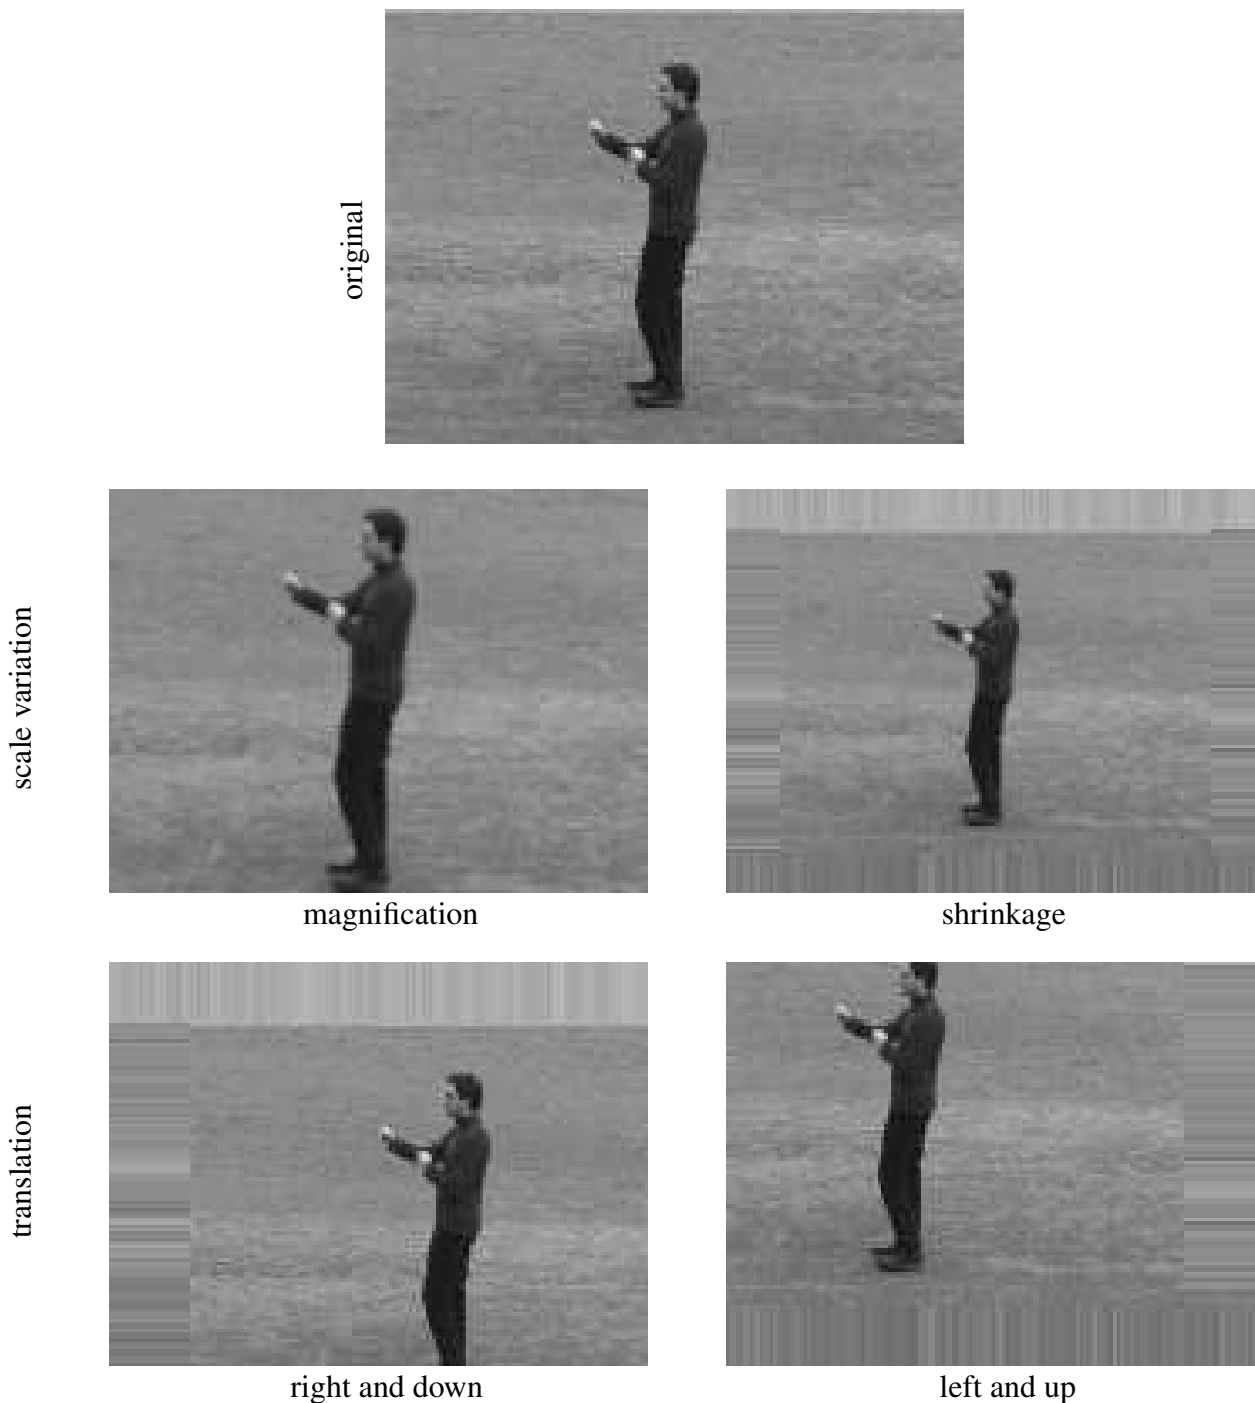 original
scale variation
magnification
shrinkage
translation
right and down
left and up